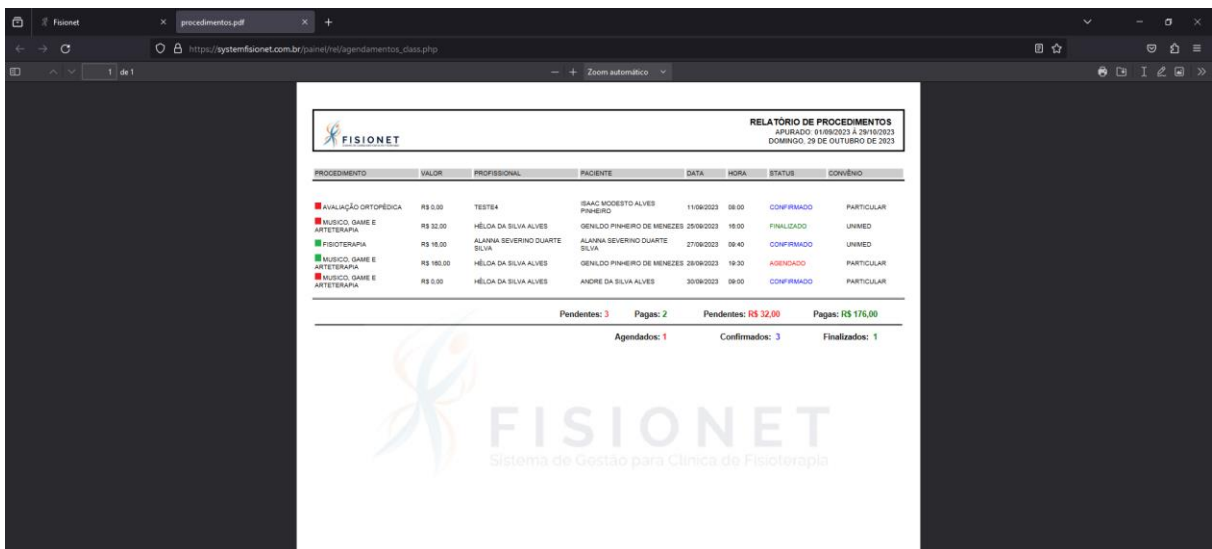 Fisionet
procedimentos.pdf
https://systemfisionet.com.br/painel/rel/agendamentos_class.php
1 de 1
Zoom automático
FISIONET
RELATÓRIO DE PROCEDIMENTOS
APURADO: 01/09/2023 Á 29/10/2023
DOMINGO, 29 DE OUTUBRO DE 2023
PROCEDIMENTO VALOR PROFISSIONAL PACIENTE DATA HORA STATUS CONVÊNIO
AVALIAÇÃO ORTOPÉDICA R$ 0,00 TESTE4 ISAAC MODESTO ALVES PINHEIRO 11/09/2023 08:00 CONFIRMADO PARTICULAR
MUSICO, GAME E ARTETERAPIA R$ 32,00 HÉLDA DA SILVA ALVES GENILDO PINHEIRO DE MENEZES 25/09/2023 16:00 FINALIZADO UNIMED
FISIOTERAPIA R$ 16,00 ALANNA SEVERINO DUARTE SILVA ALANNA SEVERINO DUARTE SILVA 27/09/2023 09:40 CONFIRMADO UNIMED
MUSICO, GAME E ARTETERAPIA R$ 160,00 HÉLDA DA SILVA ALVES GENILDO PINHEIRO DE MENEZES 28/09/2023 19:30 AGENDADO PARTICULAR
MUSICO, GAME E ARTETERAPIA R$ 0,00 HÉLDA DA SILVA ALVES ANDRE DA SILVA ALVES 30/09/2023 09:00 CONFIRMADO PARTICULAR
Pendentes: 3 Pagas: 2 Pendentes: R$ 32,00 Pagas: R$ 176,00
Agendados: 1 Confirmados: 3 Finalizados: 1
FISIONET
Sistema de Gestão para Clínica de Fisioterapia